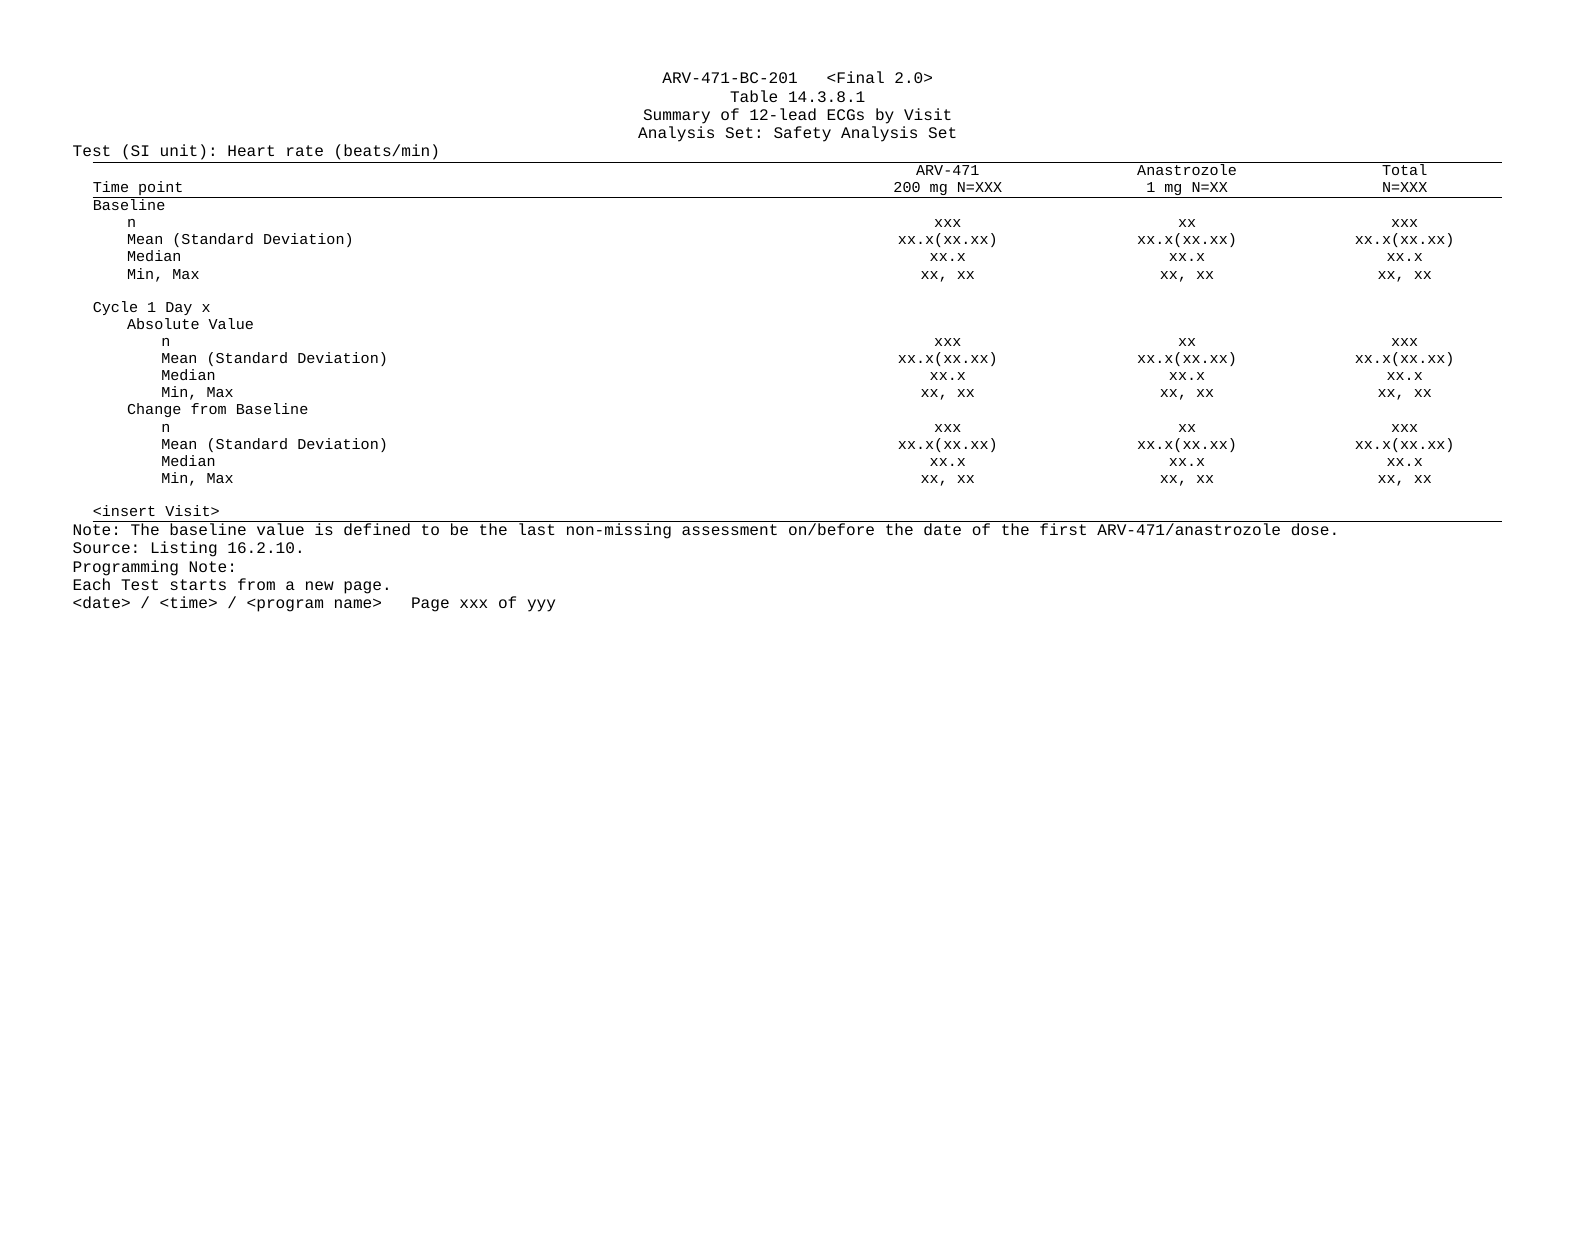 ARV-471-BC-201   <Final 2.0>
Table 14.3.8.1
Summary of 12-lead ECGs by Visit
Analysis Set: Safety Analysis Set
Test (SI unit): Heart rate (beats/min)
ARV-471 Anastrozole Total
Time point 200 mg N=XXX 1 mg N=XX N=XXX
Baseline
n xxx xx xxx
Mean (Standard Deviation) xx.x(xx.xx) xx.x(xx.xx) xx.x(xx.xx)
Median xx.x xx.x xx.x
Min, Max xx, xx xx, xx xx, xx
Cycle 1 Day x
Absolute Value
n xxx xx xxx
Mean (Standard Deviation) xx.x(xx.xx) xx.x(xx.xx) xx.x(xx.xx)
Median xx.x xx.x xx.x
Min, Max xx, xx xx, xx xx, xx
Change from Baseline
n xxx xx xxx
Mean (Standard Deviation) xx.x(xx.xx) xx.x(xx.xx) xx.x(xx.xx)
Median xx.x xx.x xx.x
Min, Max xx, xx xx, xx xx, xx
<insert Visit>
Note: The baseline value is defined to be the last non-missing assessment on/before the date of the first ARV-471/anastrozole dose.
Source: Listing 16.2.10.
Programming Note:
Each Test starts from a new page.
<date> / <time> / <program name>   Page xxx of yyy